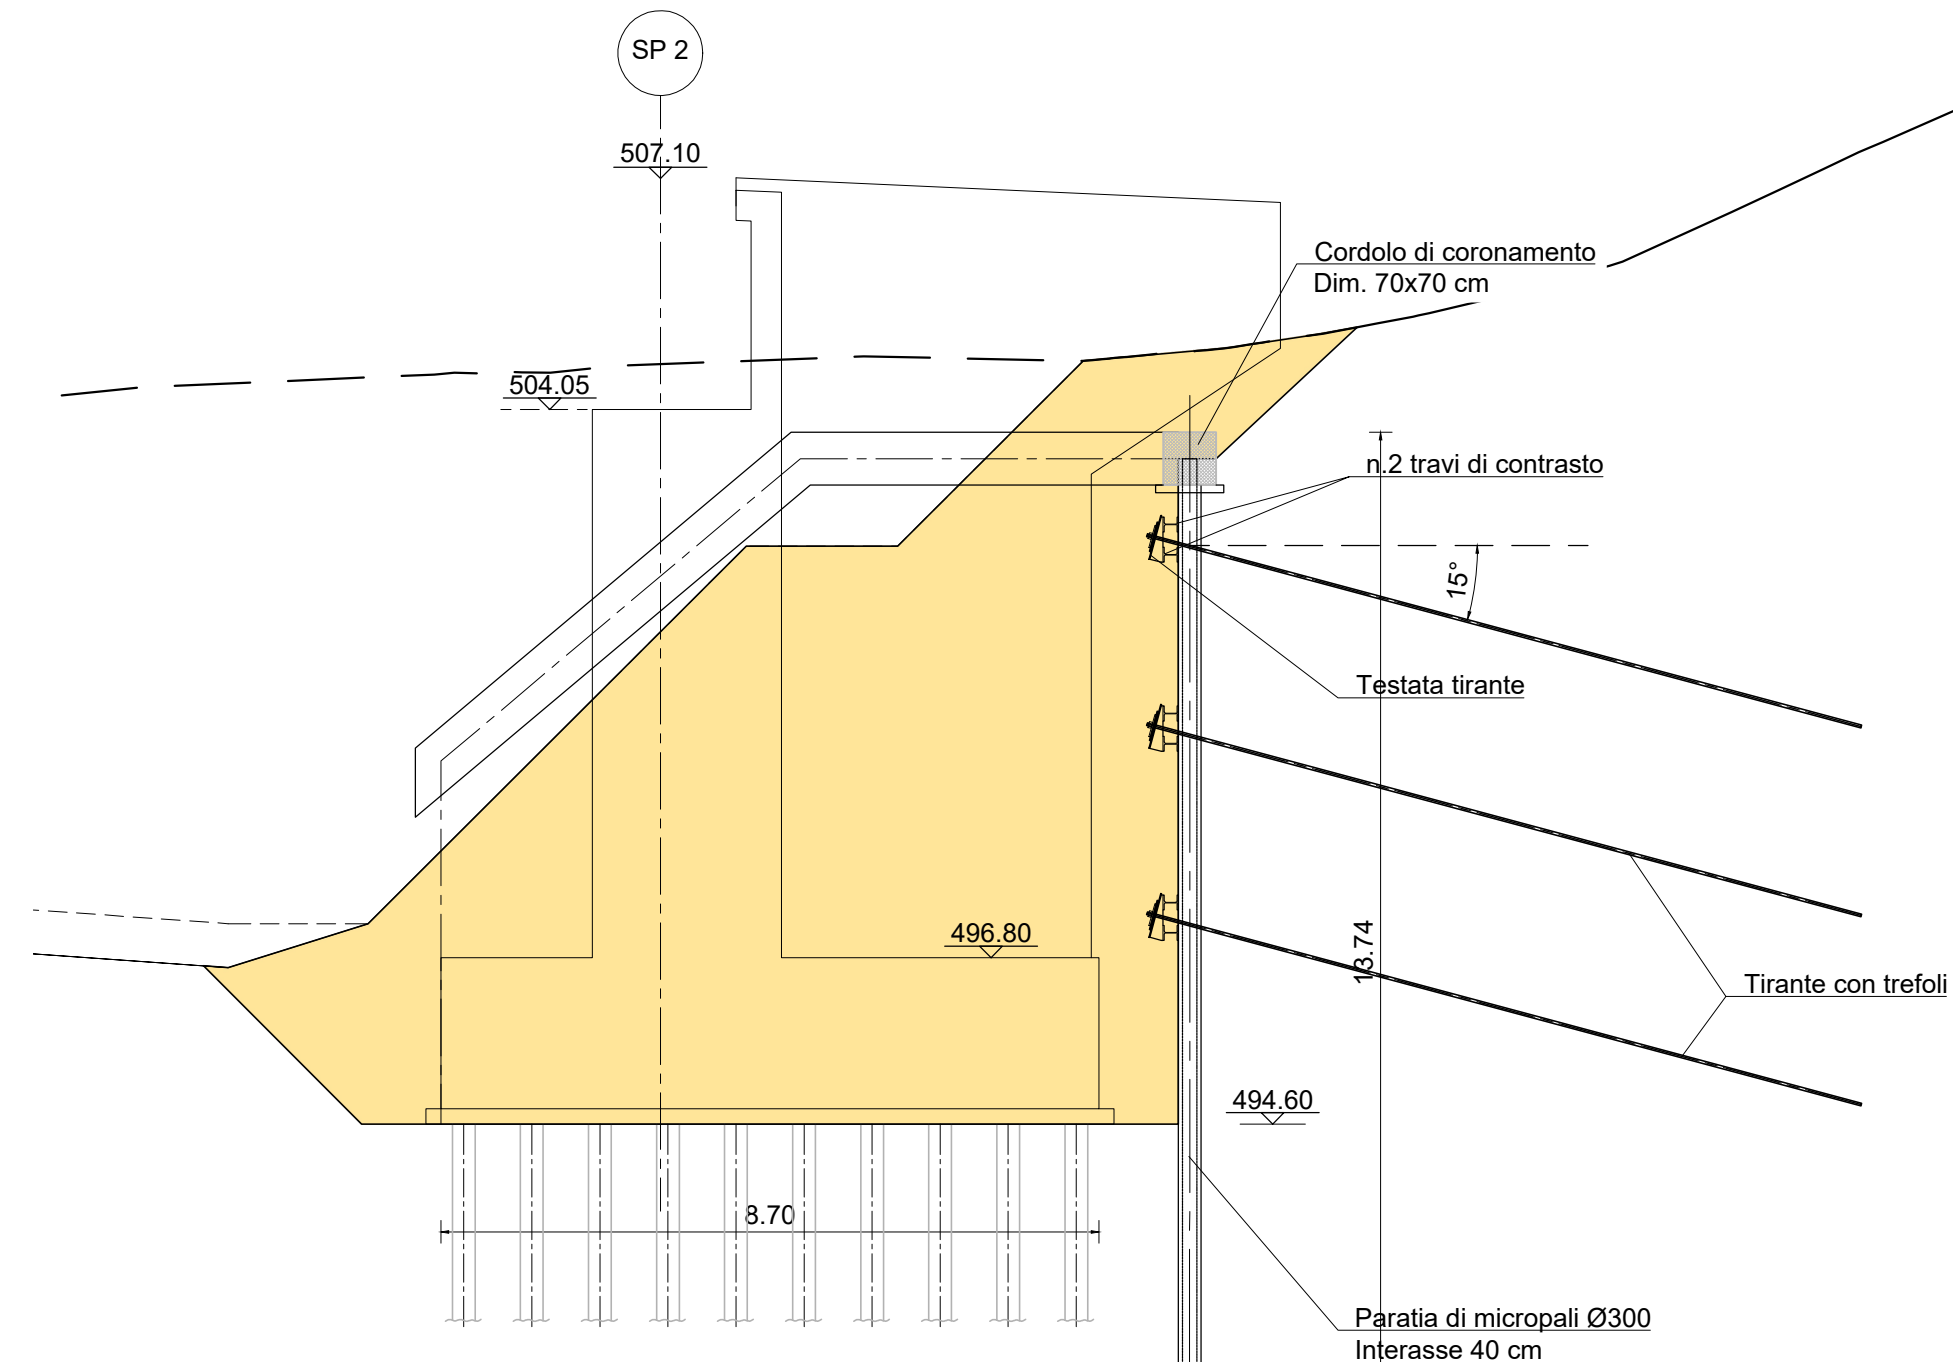 SP 2
507.10
Cordolo di coronamento
Dim. 70x70 cm
504.05
n.2 travi di contrasto
15°
Testata tirante
496.80
13.74
Tirante con trefoli
494.60
8.70
Paratia di micropali Ø300
Interasse 40 cm